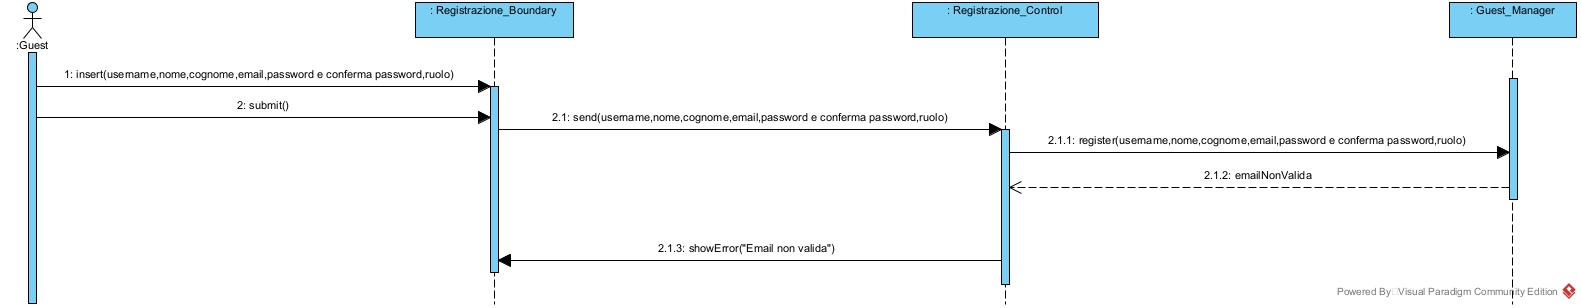 : Registrazione_Boundary
: Registrazione_Control
: Guest_Manager
:Guest
1: insert(username,nome,cognome,email,password e conferma password,ruolo)
2: submit()
2.1: send(username,nome,cognome,email,password e conferma password,ruolo)
2.1.1: register(username,nome,cognome,email,password e conferma password,ruolo)
2.1.2: emailNonValida
2.1.3: showError("Email non valida")
Powered By Visual Paradigm Community Edition